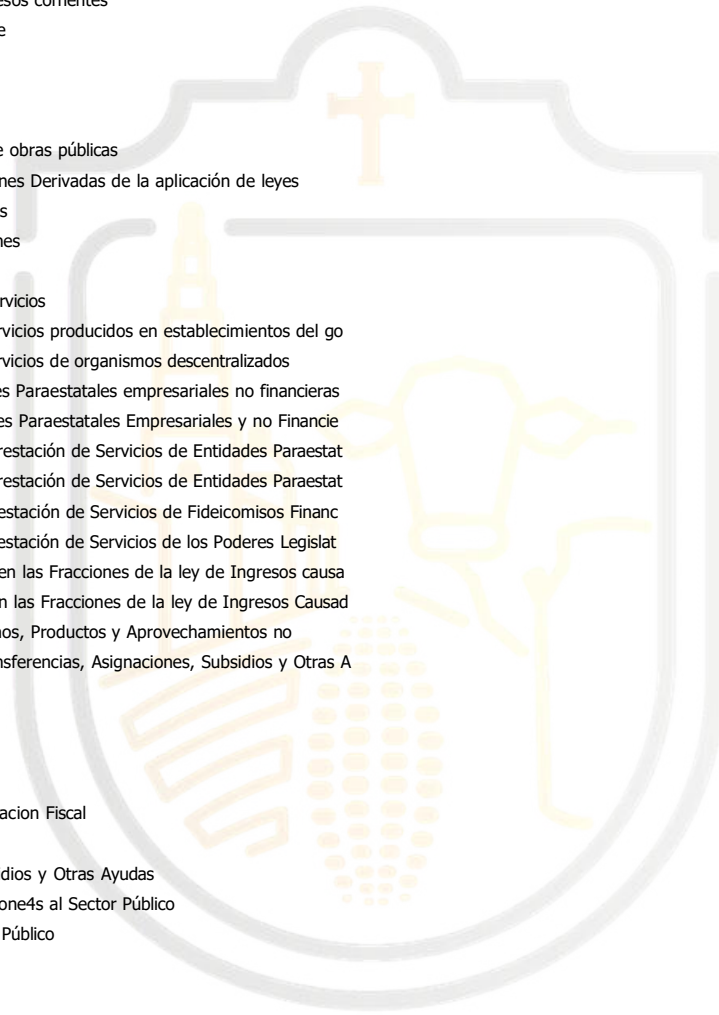 esos corrientes
e
e obras públicas
nes Derivadas de la aplicación de leyes
s
nes
rvicios
rvicios producidos en establecimientos del go
rvicios de organismos descentralizados
es Paraestatales empresariales no financieras
es Paraestatales Empresariales y no Financie
restación de Servicios de Entidades Paraestat
restación de Servicios de Entidades Paraestat
estación de Servicios de Fideicomisos Financ
estación de Servicios de los Poderes Legislat
en las Fracciones de la ley de Ingresos causa
n las Fracciones de la ley de Ingresos Causad
nos, Productos y Aprovechamientos no
nsferencias, Asignaciones, Subsidios y Otras A
acion Fiscal
dios y Otras Ayudas
one4s al Sector Público
Público